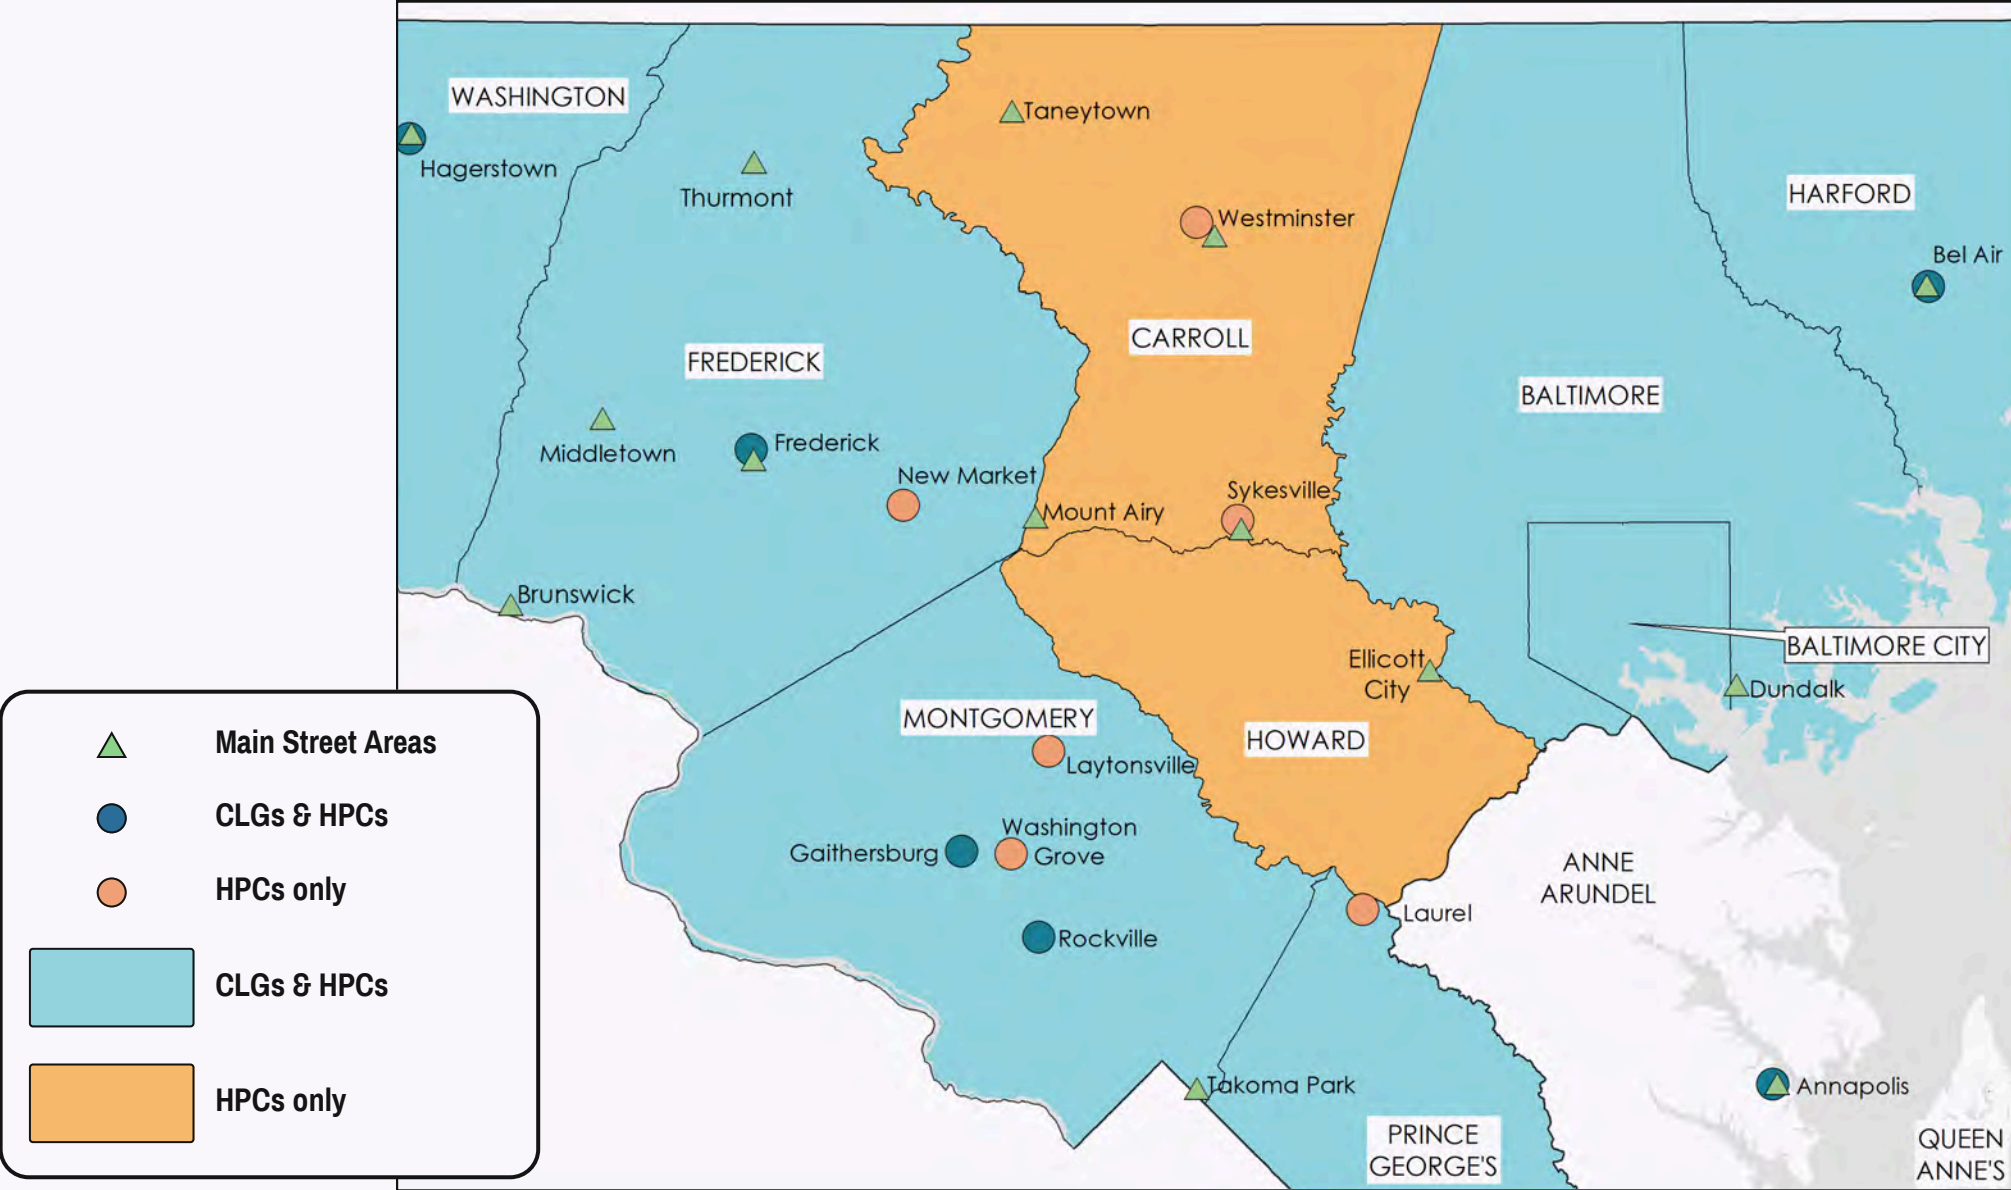 WASHINGTON
Hagerstown
Thurmont
Taneytown
Westminster
HARFORD
Bel Air
CARROLL
FREDERICK
BALTIMORE
Middletown
Frederick
New Market
Mount Airy
Sykesville
Brunswick
BALTIMORE CITY
Ellicott
City
Dundalk
MONTGOMERY
Laytonsville
HOWARD
Gaithersburg
Washington
Grove
ANNE
ARUNDEL
Laurel
Rockville
Takoma Park
Annapolis
PRINCE
GEORGE'S
QUEEN
ANNE'S
Main Street Areas
CLGs & HPCs
HPCs only
CLGs & HPCs
HPCs only